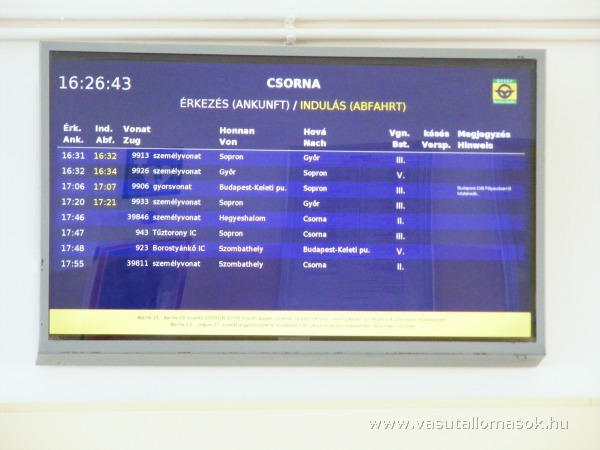 16:26:43
CSORNA
ÉRKEZÉS (ANKUNFT) / INDULÁS (ABFAHRT)
Érk. Ind. Vonat Honnan Hová Vgn. késés Megjegyzés
Ank. Abf. Zug Von Nach Bst. Versp. Hinweis
16:31 16:32 9913 személyvonat Sopron Győr III.
16:32 16:34 9926 személyvonat Győr Sopron V.
17:06 17:07 9906 gyorsvonat Budapest-Keleti pu. Sopron III.
17:20 17:21 9933 személyvonat Sopron Győr III.
17:46 39846 személyvonat Hegyeshalom Csorna II.
17:47 943 Tűztorony IC Sopron Csorna III.
17:48 923 Borostyánkő IC Szombathely Budapest-Keleti pu. V.
17:55 39811 személyvonat Szombathely Csorna II.
www.vasutallomasok.hu